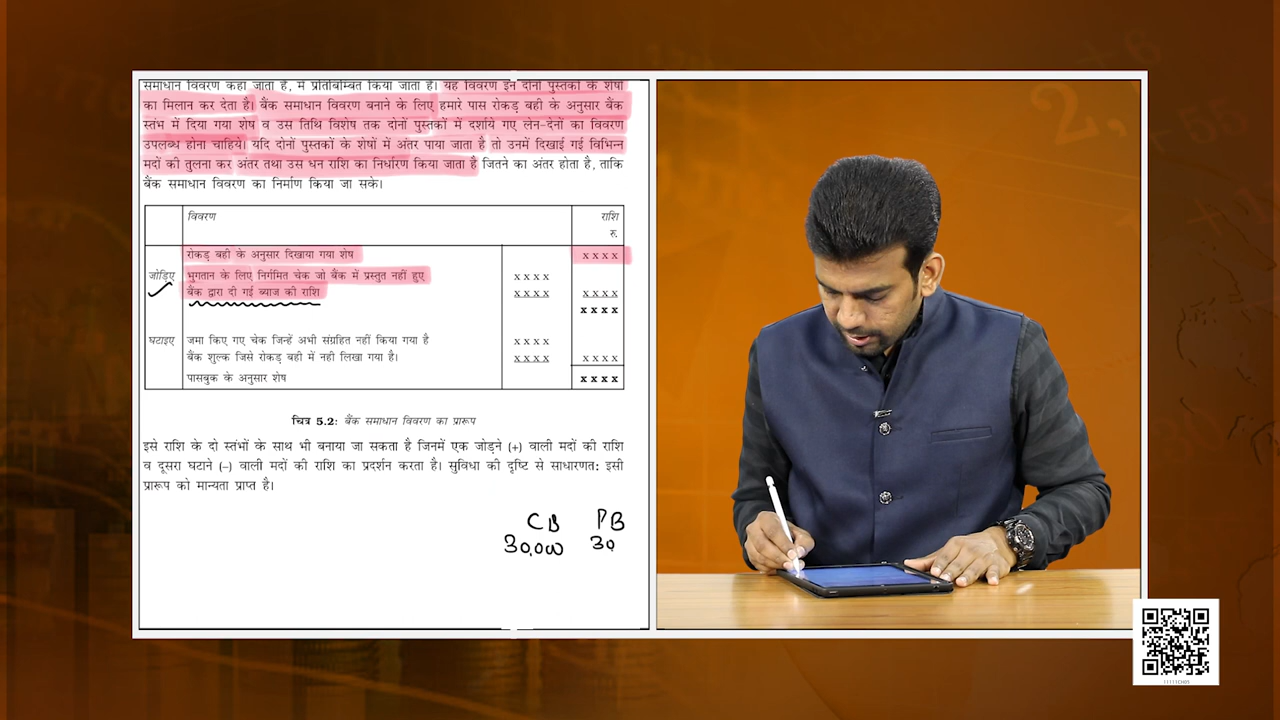 समाधान विवरण कहा जाता है, में प्रतिबिम्बित किया जाता है। यह विवरण इन दोनों पुस्तकों के शेषों
का मिलान कर देता है। बैंक समाधान विवरण बनाने के लिए हमारे पास रोकड़ बही के अनुसार बैंक
स्तंभ में दिया गया शेष व उस तिथि विशेष तक दोनों पुस्तकों में दर्शाये गए लेन-देनों का विवरण
उपलब्ध होना चाहिये। यदि दोनों पुस्तकों के शेषों में अंतर पाया जाता है तो उनमें दिखाई गई विभिन्न
मदों की तुलना कर अंतर तथा उस धन राशि का निर्धारण किया जाता है जितने का अंतर होता है, ताकि
बैंक समाधान विवरण का निर्माण किया जा सके।
विवरण राशि
रु.
रोकड़ बही के अनुसार दिखाया गया शेष xxxx
जोड़िए भुगतान के लिए निर्गमित चेक जो बैंक में प्रस्तुत नहीं हुए xxxx
बैंक द्वारा दी गई ब्याज की राशि xxxx xxxx
xxxx
घटाइए जमा किए गए चेक जिन्हें अभी संग्रहित नहीं किया गया है xxxx
बैंक शुल्क जिसे रोकड़ बही में नही लिखा गया है। xxxx xxxx
पासबुक के अनुसार शेष xxxx
चित्र 5.2: बैंक समाधान विवरण का प्रारूप
इसे राशि के दो स्तंभों के साथ भी बनाया जा सकता है जिनमें एक जोड़ने (+) वाली मदों की राशि
व दूसरा घटाने (–) वाली मदों की राशि का प्रदर्शन करता है। सुविधा की दृष्टि से साधारणत: इसी
प्रारूप को मान्यता प्राप्त है।
CB PB
30,000 30